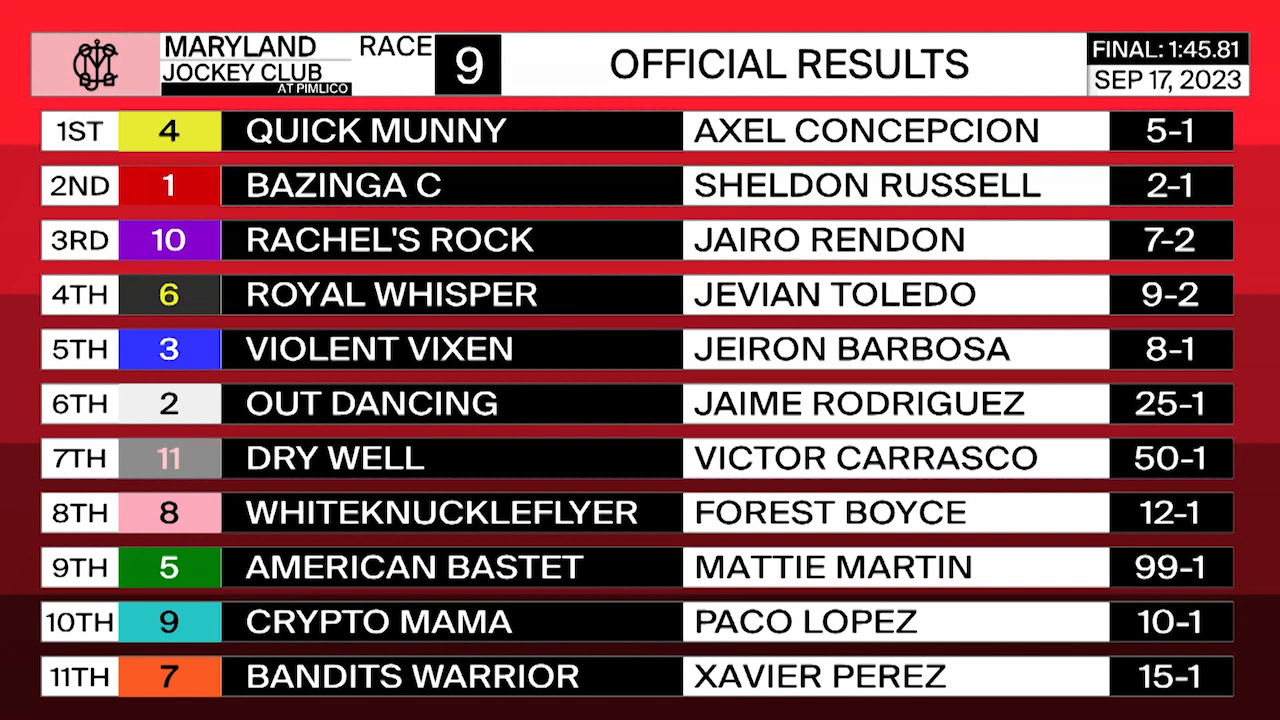 MARYLAND
JOCKEY CLUB
AT PIMLICO
RACE 9
OFFICIAL RESULTS
FINAL: 1:45.81
SEP 17, 2023
1ST 4 QUICK MUNNY AXEL CONCEPCION 5-1
2ND 1 BAZINGA C SHELDON RUSSELL 2-1
3RD 10 RACHEL'S ROCK JAIRO RENDON 7-2
4TH 6 ROYAL WHISPER JEVIAN TOLEDO 9-2
5TH 3 VIOLENT VIXEN JEIRON BARBOSA 8-1
6TH 2 OUT DANCING JAIME RODRIGUEZ 25-1
7TH 11 DRY WELL VICTOR CARRASCO 50-1
8TH 8 WHITEKNUCKLEFLYER FOREST BOYCE 12-1
9TH 5 AMERICAN BASTET MATTIE MARTIN 99-1
10TH 9 CRYPTO MAMA PACO LOPEZ 10-1
11TH 7 BANDITS WARRIOR XAVIER PEREZ 15-1